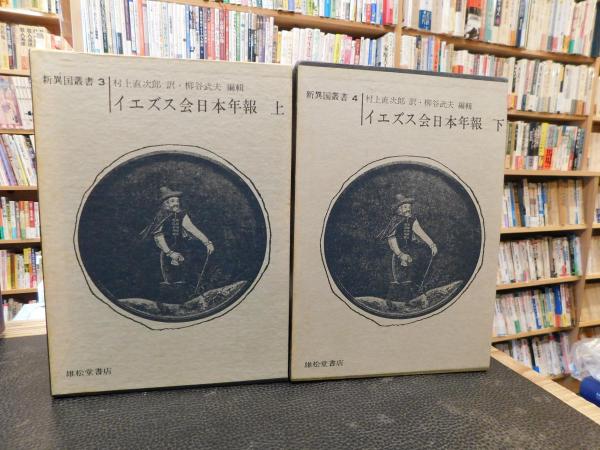 新異国叢書 3
村上直次郎 訳・柳谷武夫 編輯
イエズス会日本年報 上
雄松堂書店
新異国叢書 4
村上直次郎 訳・柳谷武夫 編輯
イエズス会日本年報 下
雄松堂書店